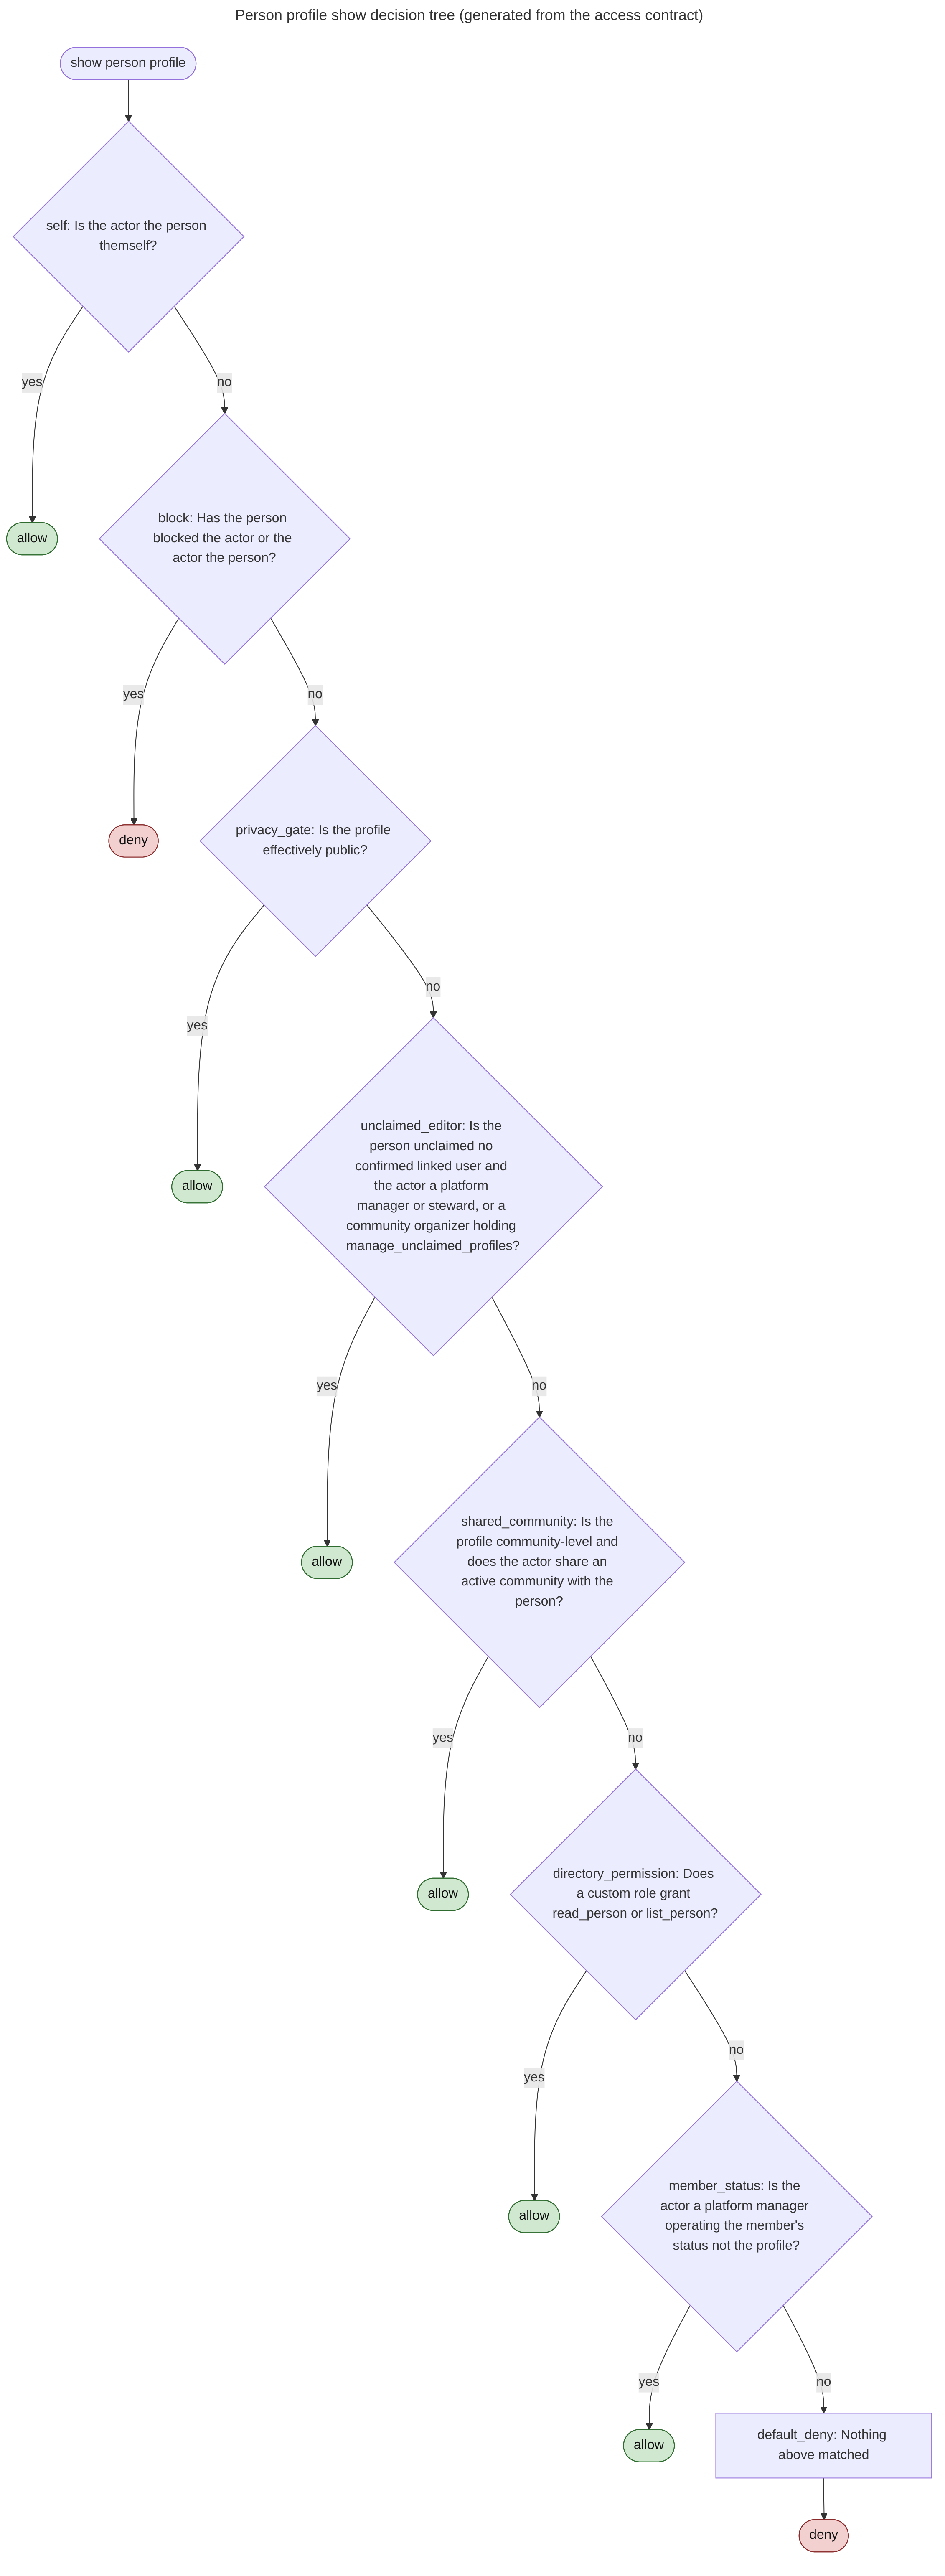 Person profile show decision tree (generated from the access contract)
show person profile
self: Is the actor the person
themself?
yes
no
allow
block: Has the person
blocked the actor or the
actor the person?
yes
no
deny
privacy_gate: Is the profile
effectively public?
yes
no
allow
unclaimed_editor: Is the
person unclaimed no
confirmed linked user and
the actor a platform
manager or steward, or a
community organizer holding
manage_unclaimed_profiles?
yes
no
allow
shared_community: Is the
profile community-level and
does the actor share an
active community with the
person?
yes
no
allow
directory_permission: Does
a custom role grant
read_person or list_person?
yes
no
allow
member_status: Is the
actor a platform manager
operating the member's
status not the profile?
yes
no
allow
default_deny: Nothing
above matched
deny